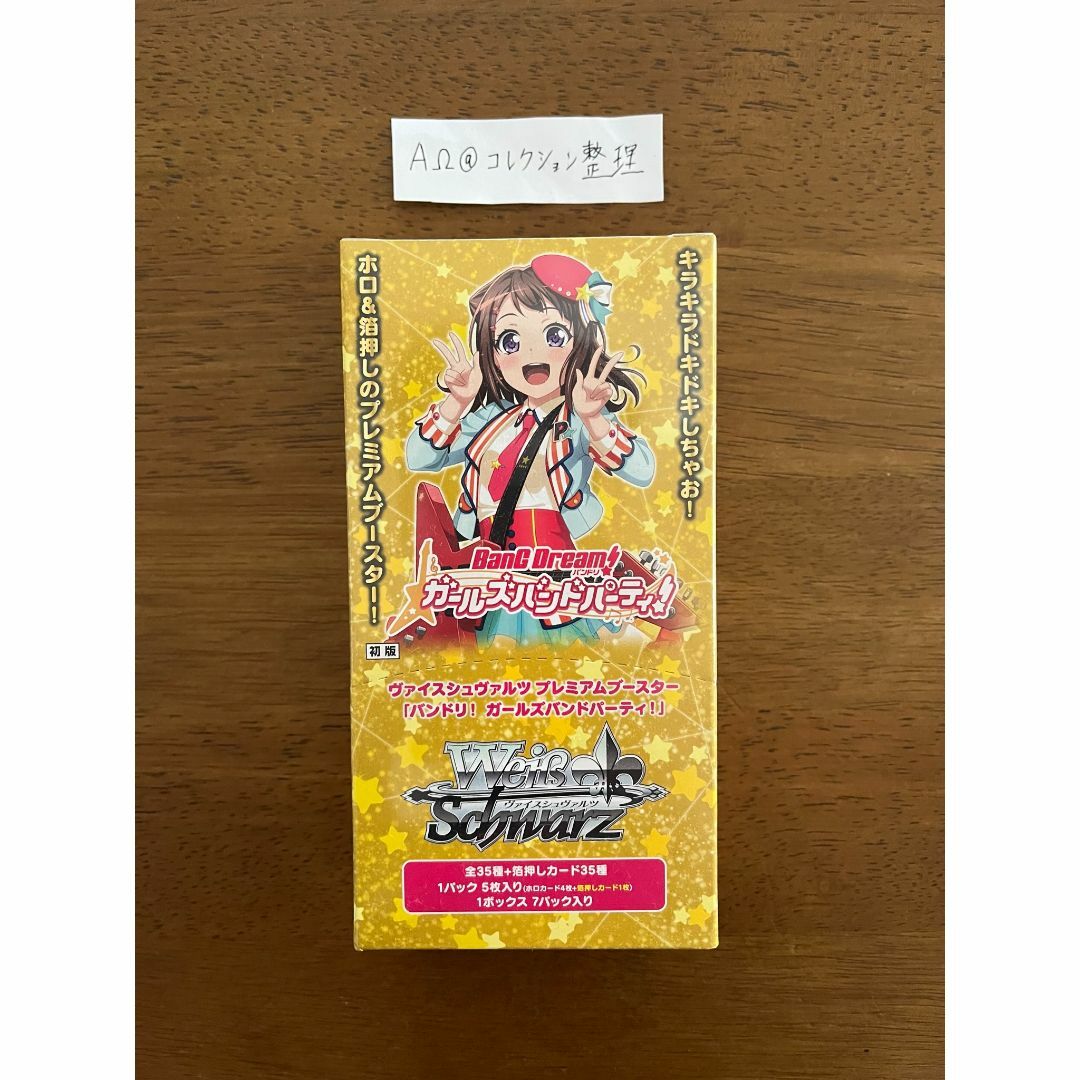 AΩ@コレクション整理
キラキラドキドキしちゃお!
ホロ&箔押しのプレミアムブースター!
BanG Dream!
バンドリ!
ガールズバンドパーティ!
初版
ヴァイスシュヴァルツ プレミアムブースター
「バンドリ! ガールズバンドパーティ!」
Weiß
ヴァイスシュヴァルツ
Schwarz
全35種+箔押しカード35種
1パック 5枚入り(ホロカード4枚+箔押しカード1枚)
1ボックス 7パック入り